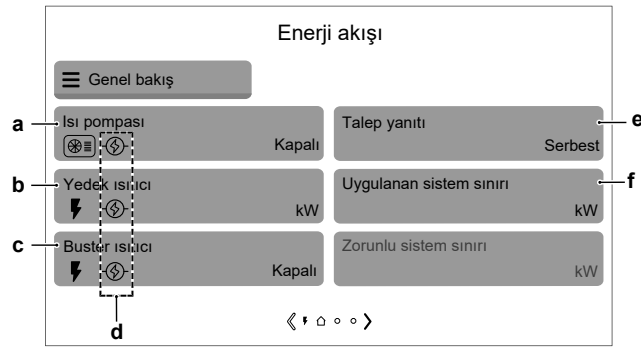 Enerji akışı
Genel bakış
a
Isı pompası
Kapalı
Talep yanıtı
Serbest
e
b
Yedek ısıtıcı
kW
Uygulanan sistem sınırı
kW
f
c
Buster ısıtıcı
Kapalı
Zorunlu sistem sınırı
kW
d